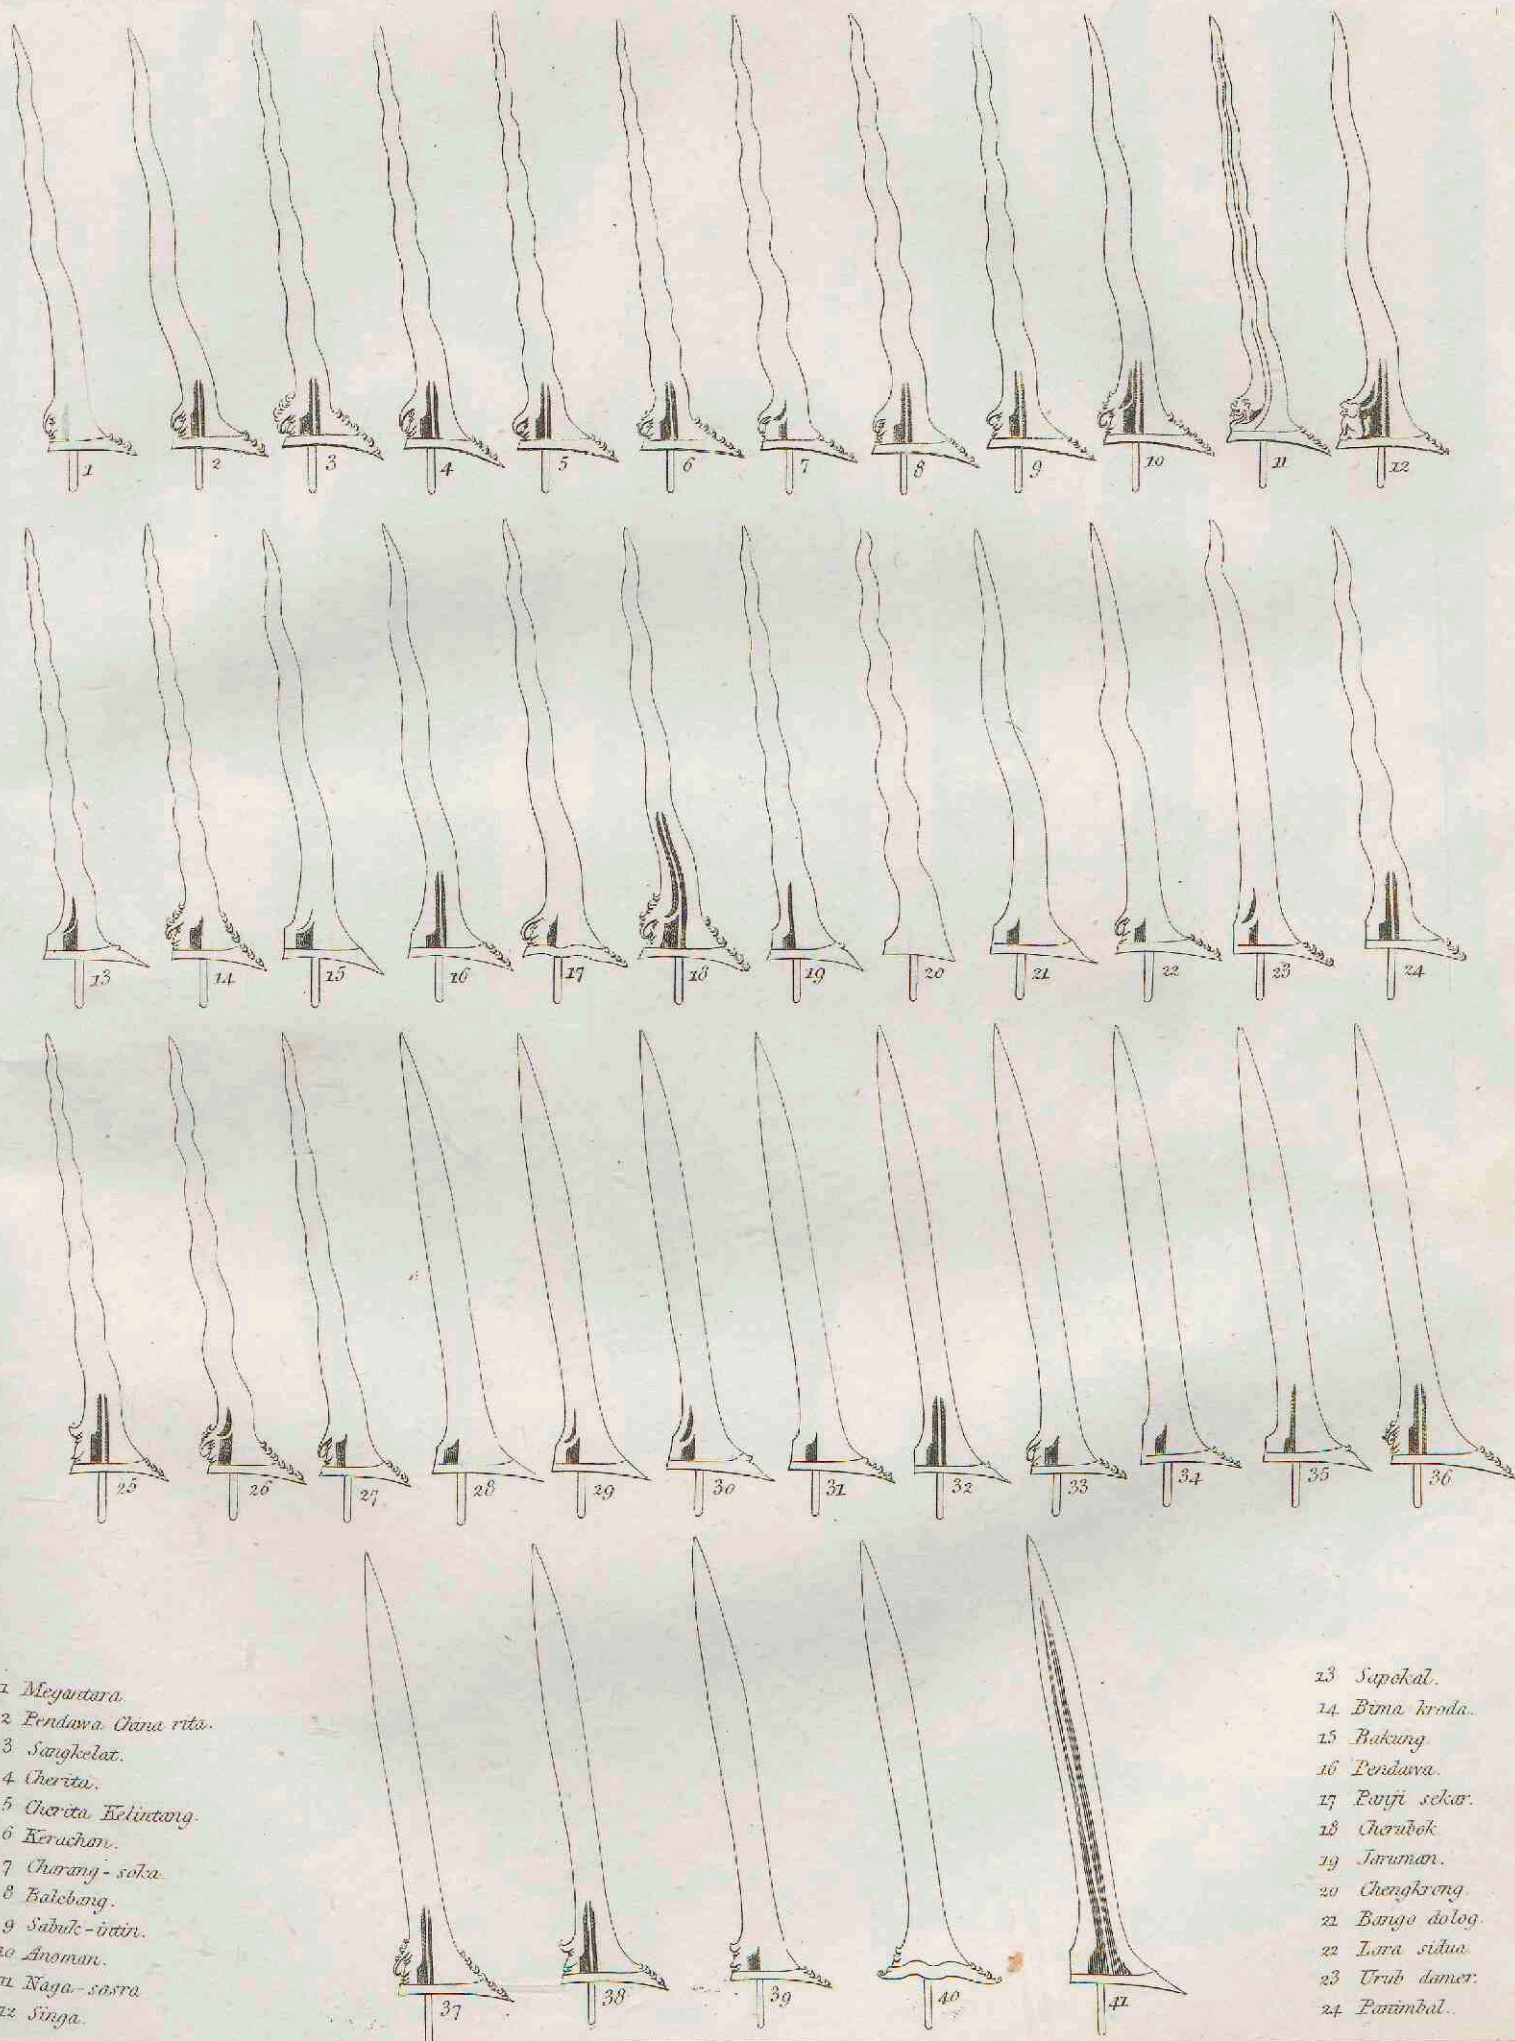 1 2 3 4 5 6 7 8 9 10 11 12
13 14 15 16 17 18 19 20 21 22 23 24
25 26 27 28 29 30 31 32 33 34 35 36
37 38 39 40 41
1 Megantara.
2 Pendawa China rita.
3 Sangkelat.
4 Cherita.
5 Cherita Kelintang.
6 Kerachan.
7 Charang-soka
8 Balebang.
9 Sabuk-intin.
10 Anoman.
11 Naga-sasra
12 Singa.
13 Sapokal.
14 Bima kroda.
15 Bakung.
16 Pendawa.
17 Panji sekar.
18 Cherubok
19 Jaruman.
20 Chengkrong.
21 Bango dolog.
22 Lara sidua
23 Urub damer.
24 Panimbal.